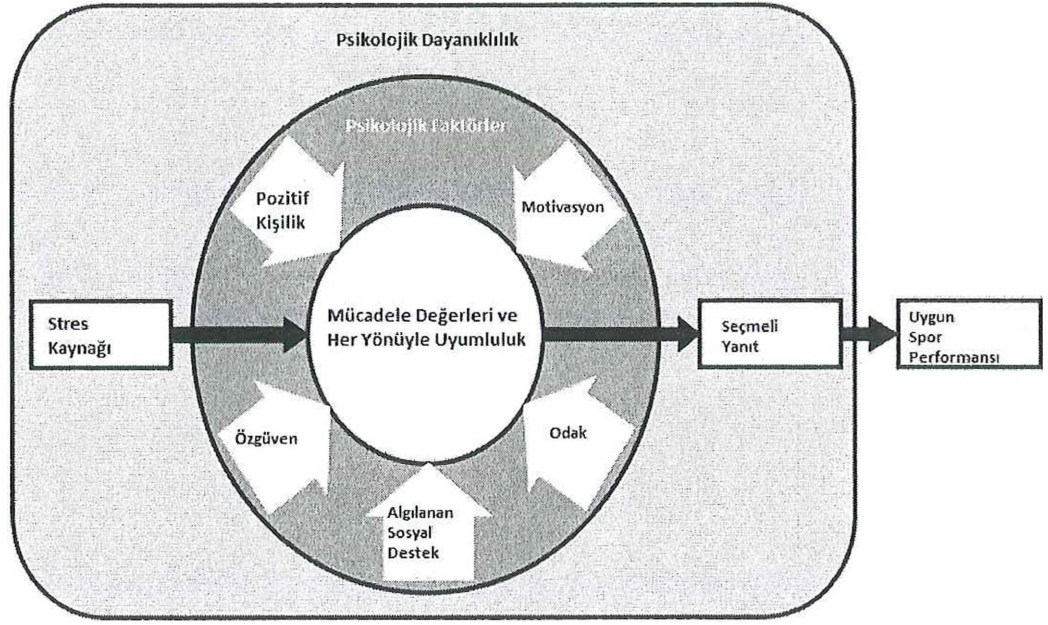 Psikolojik Dayanıklılık
Psikolojik Faktörler
Pozitif
Kişilik
Motivasyon
Stres
Kaynağı
Mücadele Değerleri ve
Her Yönüyle Uyumluluk
Seçmeli
Yanıt
Uygun
Spor
Performansı
Özgüven
Odak
Algılanan
Sosyal
Destek